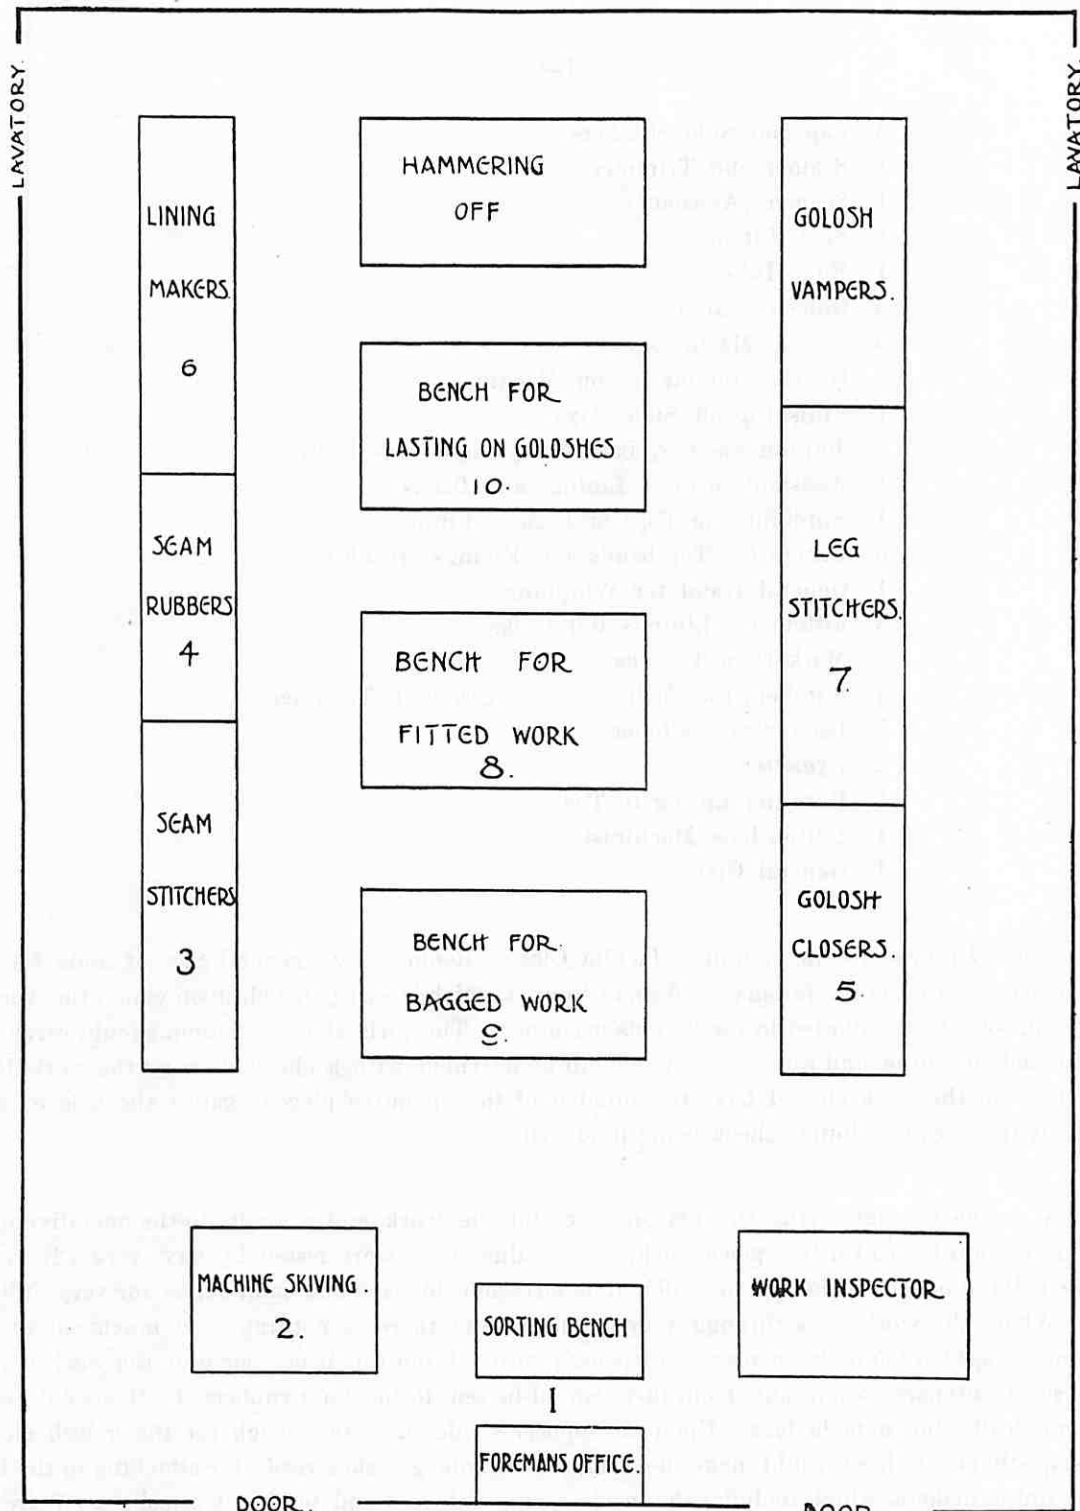 LAVATORY.
LAVATORY.
LINING
MAKERS.
6
HAMMERING
OFF
GOLOSH
VAMPERS.
BENCH FOR
LASTING ON GOLOSHES
10.
SEAM
RUBBERS
4
LEG
STITCHERS.
7.
BENCH FOR
FITTED WORK
8.
SEAM
STITCHERS
3
BENCH FOR.
BAGGED WORK
9.
GOLOSH
CLOSERS.
5.
MACHINE SKIVING.
2.
SORTING BENCH
1
WORK INSPECTOR
FOREMANS OFFICE.
DOOR.
DOOR.